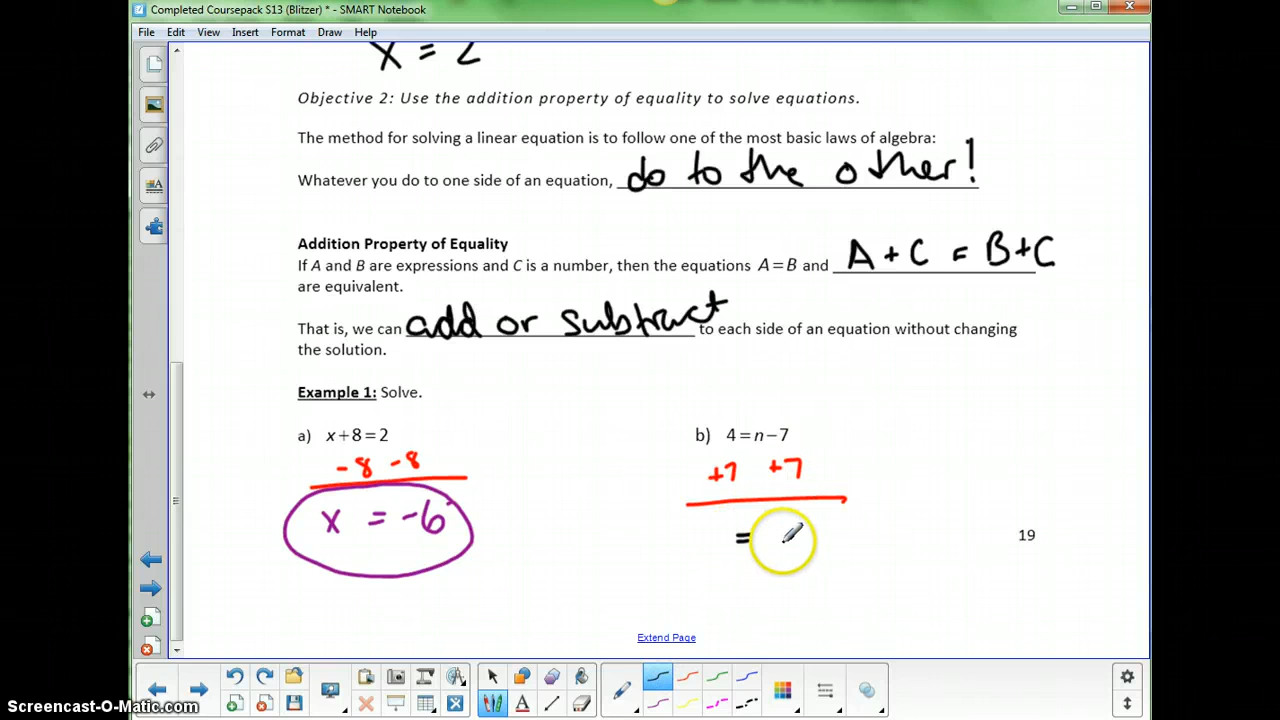 Completed Coursepack S13 (Blitzer) * - SMART Notebook
File Edit View Insert Format Draw Help
x = 2
Objective 2: Use the addition property of equality to solve equations.
The method for solving a linear equation is to follow one of the most basic laws of algebra:
Whatever you do to one side of an equation, do to the other!
Addition Property of Equality
If A and B are expressions and C is a number, then the equations A = B and A + C = B + C
are equivalent.
That is, we can add or subtract to each side of an equation without changing
the solution.
Example 1: Solve.
a) x + 8 = 2 b) 4 = n − 7
-8 -8 +7 +7
x = -6 =
19
Extend Page
Screencast-O-Matic.com